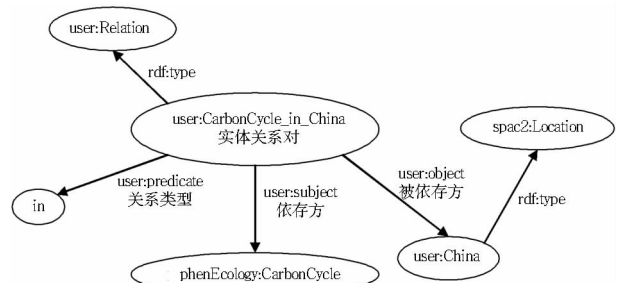 user:Relation
rdf:type
user:CarbonCycle_in_China
实体关系对
spac2:Location
user:predicate
关系类型
user:subject
依存方
user:object
被依存方
rdf:type
in
user:China
phenEcology:CarbonCycle